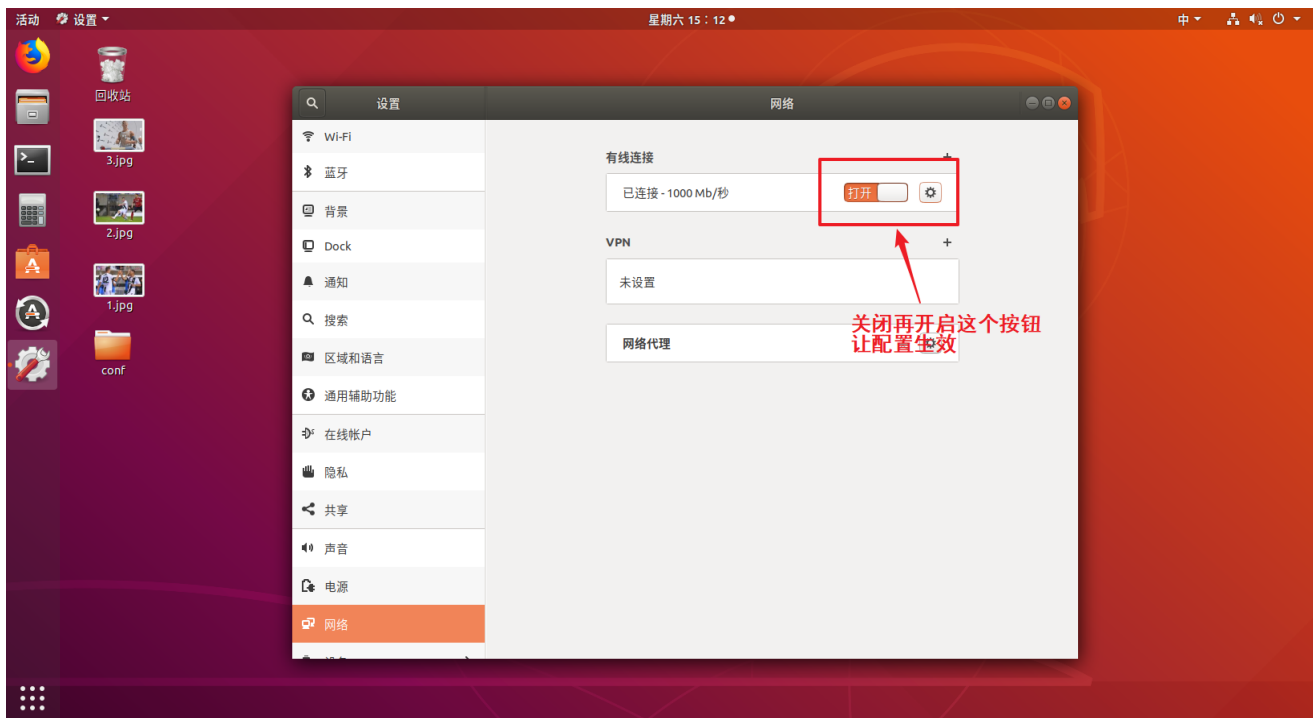 活动 设置
星期六 15：12
中
回收站
3.jpg
2.jpg
1.jpg
conf
设置
网络
Wi-Fi
蓝牙
背景
Dock
通知
搜索
区域和语言
通用辅助功能
在线帐户
隐私
共享
声音
电源
网络
有线连接
已连接 - 1000 Mb/秒
打开
VPN
未设置
网络代理
关闭再开启这个按钮
让配置生效